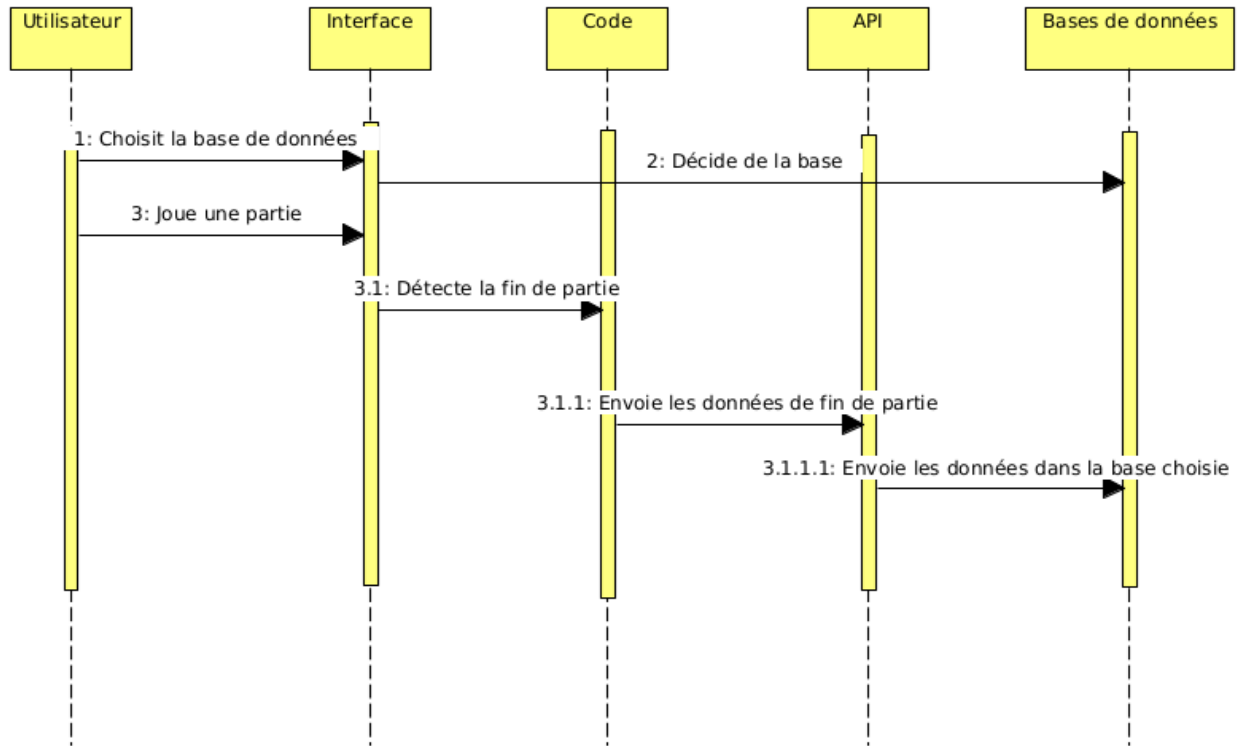 Utilisateur
Interface
Code
API
Bases de données
1: Choisit la base de données
2: Décide de la base
3: Joue une partie
3.1: Détecte la fin de partie
3.1.1: Envoie les données de fin de partie
3.1.1.1: Envoie les données dans la base choisie